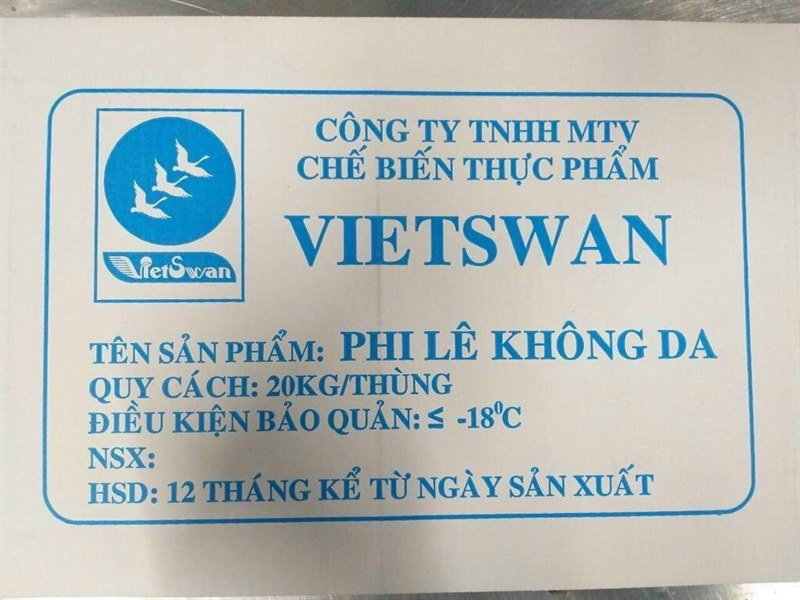 CÔNG TY TNHH MTV
CHẾ BIẾN THỰC PHẨM
VIETSWAN
VietSwan
TÊN SẢN PHẨM: PHI LÊ KHÔNG DA
QUY CÁCH: 20KG/THÙNG
ĐIỀU KIỆN BẢO QUẢN: ≤ -18⁰C
NSX:
HSD: 12 THÁNG KỂ TỪ NGÀY SẢN XUẤT